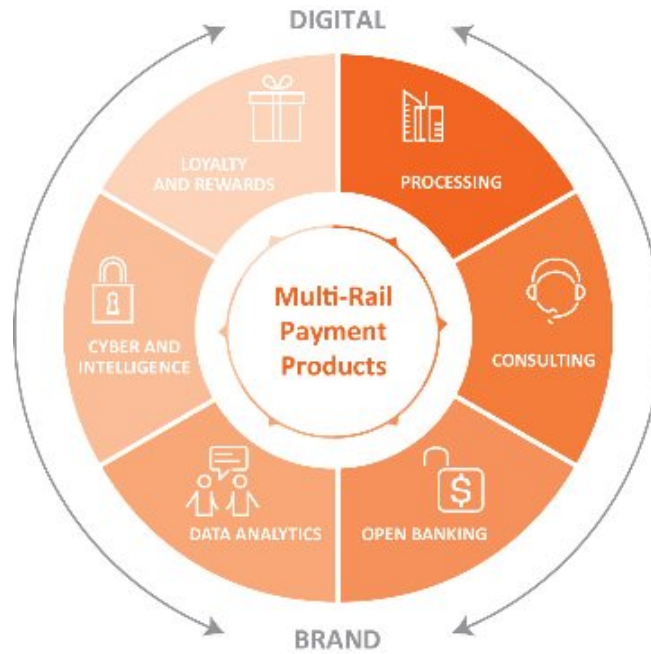 DIGITAL
LOYALTY
AND REWARDS
PROCESSING
CYBER AND
INTELLIGENCE
Multi-Rail
Payment
Products
CONSULTING
DATA ANALYTICS
OPEN BANKING
$
BRAND